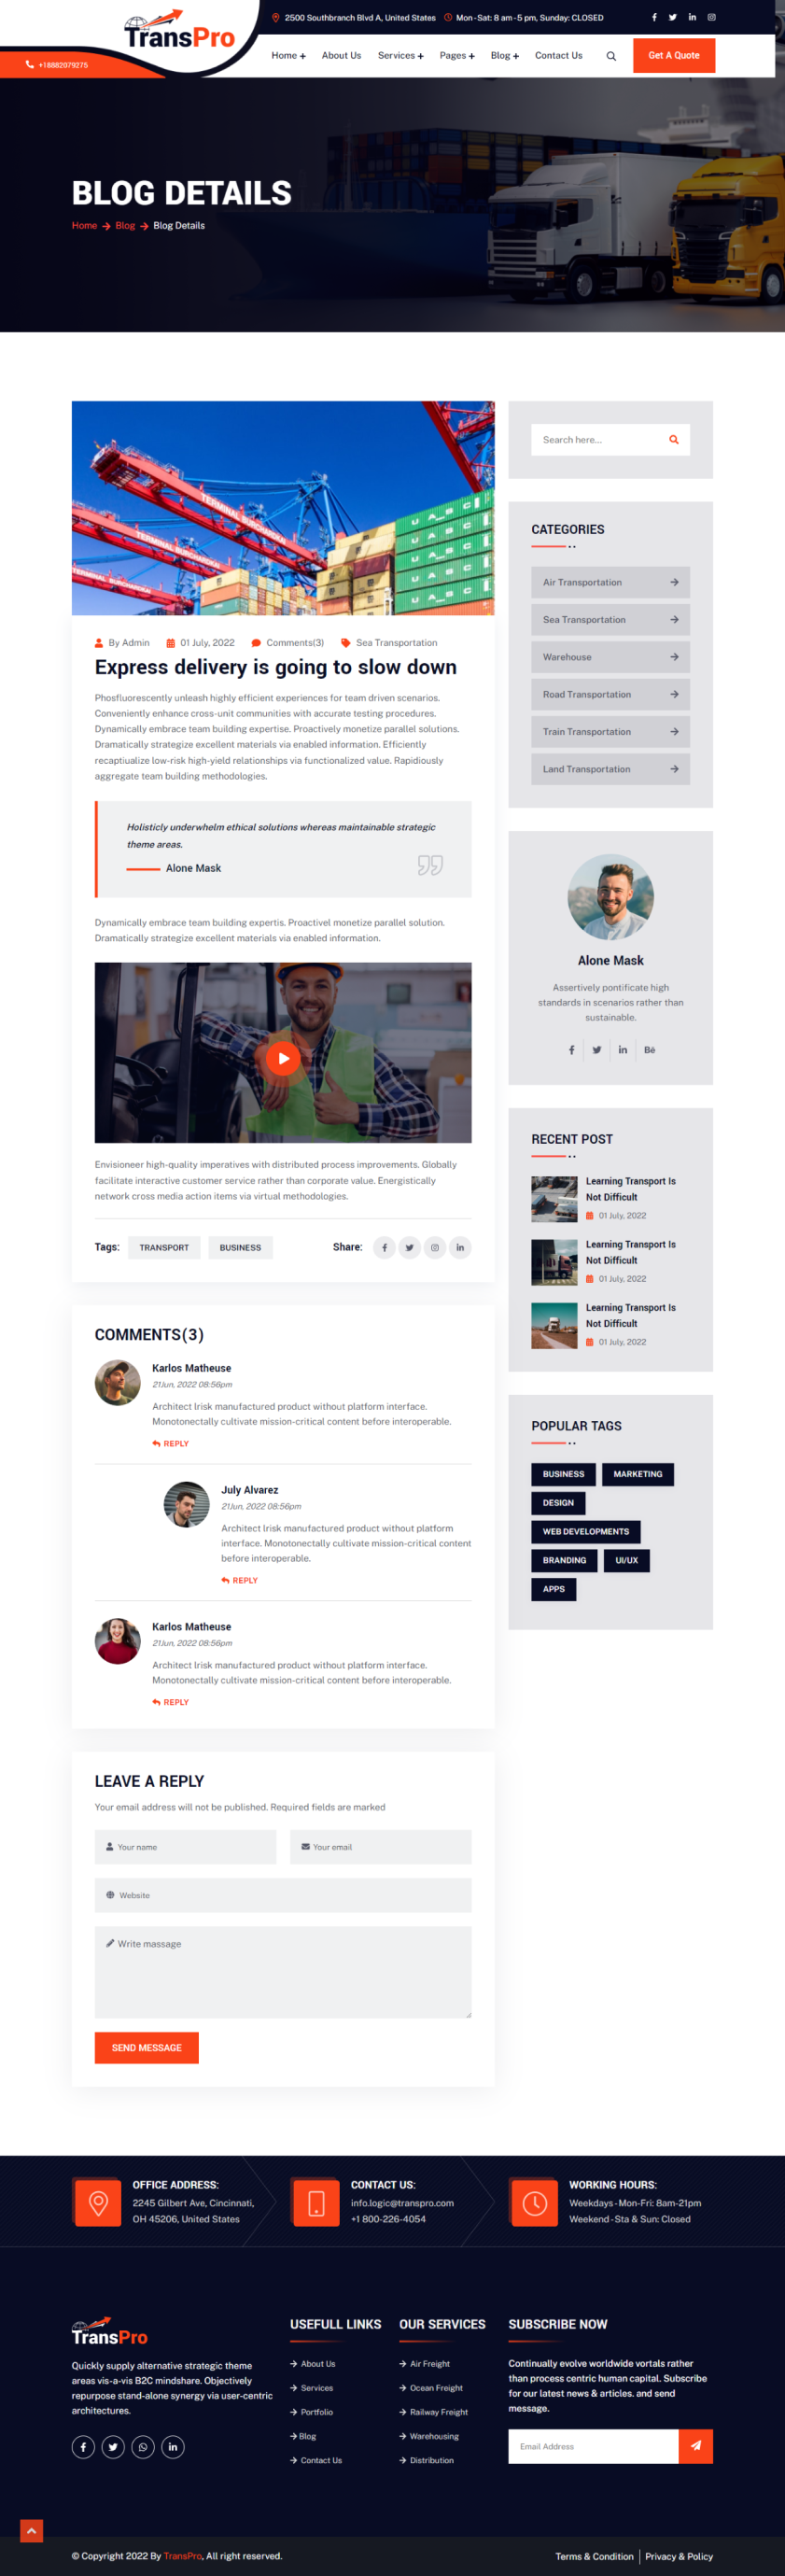 2500 Southbranch Blvd A, United States Mon - Sat: 8 am - 5 pm, Sunday: CLOSED
TransPro
+18882079275
Home + About Us Services + Pages + Blog + Contact Us Get A Quote
BLOG DETAILS
Home → Blog → Blog Details
TERMINAL BURCHARDKAI
TERMINAL BURCHARDKAI
TERMINAL BURCHARDKAI
UASC
UASC
UASC
By Admin 01 July, 2022 Comments(3) Sea Transportation
Express delivery is going to slow down
Phosfluorescently unleash highly efficient experiences for team driven scenarios.
Conveniently enhance cross-unit communities with accurate testing procedures.
Dynamically embrace team building expertise. Proactively monetize parallel solutions.
Dramatically strategize excellent materials via enabled information. Efficiently
recaptiualize low-risk high-yield relationships via functionalized value. Rapidiously
aggregate team building methodologies.
Holisticly underwhelm ethical solutions whereas maintainable strategic
theme areas.
Alone Mask
Dynamically embrace team building expertis. Proactivel monetize parallel solution.
Dramatically strategize excellent materials via enabled information.
Envisioneer high-quality imperatives with distributed process improvements. Globally
facilitate interactive customer service rather than corporate value. Energistically
network cross media action items via virtual methodologies.
Tags: TRANSPORT BUSINESS Share:
COMMENTS(3)
Karlos Matheuse
21Jun, 2022 08:56pm
Architect Irisk manufactured product without platform interface.
Monotonectally cultivate mission-critical content before interoperable.
REPLY
July Alvarez
21Jun, 2022 08:56pm
Architect Irisk manufactured product without platform
interface. Monotonectally cultivate mission-critical content
before interoperable.
REPLY
Karlos Matheuse
21Jun, 2022 08:56pm
Architect Irisk manufactured product without platform interface.
Monotonectally cultivate mission-critical content before interoperable.
REPLY
LEAVE A REPLY
Your email address will not be published. Required fields are marked
Your name Your email
Website
Write massage
SEND MESSAGE
Search here...
CATEGORIES
Air Transportation
Sea Transportation
Warehouse
Road Transportation
Train Transportation
Land Transportation
Alone Mask
Assertively pontificate high
standards in scenarios rather than
sustainable.
Bē
RECENT POST
Learning Transport Is
Not Difficult
01 July, 2022
Learning Transport Is
Not Difficult
01 July, 2022
Learning Transport Is
Not Difficult
01 July, 2022
POPULAR TAGS
BUSINESS MARKETING
DESIGN
WEB DEVELOPMENTS
BRANDING UI/UX
APPS
OFFICE ADDRESS:
2245 Gilbert Ave, Cincinnati,
OH 45206, United States
CONTACT US:
info.logic@transpro.com
+1 800-226-4054
WORKING HOURS:
Weekdays - Mon-Fri: 8am-21pm
Weekend - Sta & Sun: Closed
TransPro
Quickly supply alternative strategic theme
areas vis-a-vis B2C mindshare. Objectively
repurpose stand-alone synergy via user-centric
architectures.
USEFULL LINKS
About Us
Services
Portfolio
Blog
Contact Us
OUR SERVICES
Air Freight
Ocean Freight
Railway Freight
Warehousing
Distribution
SUBSCRIBE NOW
Continually evolve worldwide vortals rather
than process centric human capital. Subscribe
for our latest news & articles. and send
message.
Email Address
© Copyright 2022 By TransPro, All right reserved. Terms & Condition | Privacy & Policy